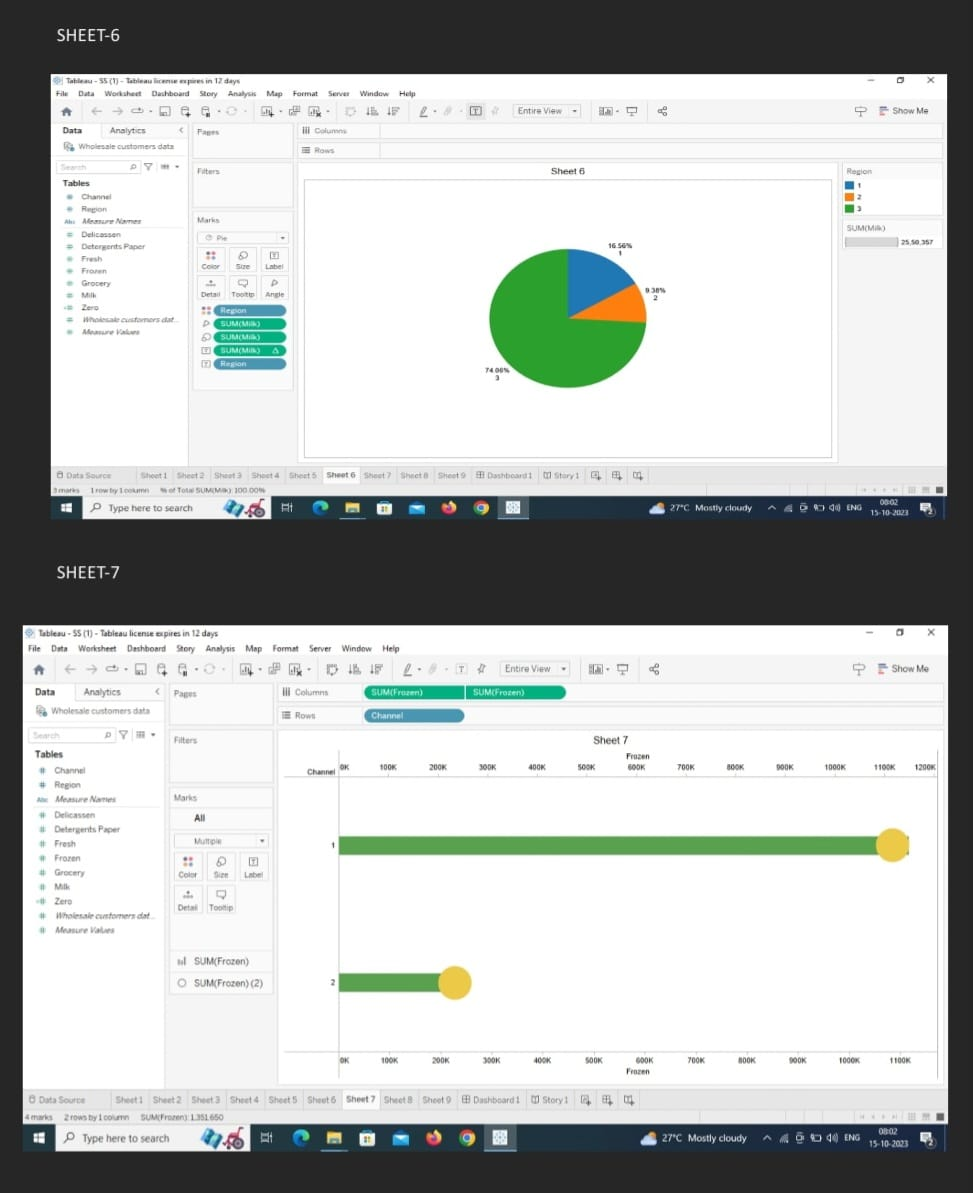 SHEET-6
Tableau - SS (1) - Tableau license expires in 12 days
File Data Worksheet Dashboard Story Analysis Map Format Server Window Help
Entire View
Show Me
Data Analytics
Pages
Columns
Wholesale customers data
Rows
Search
Filters
Sheet 6
Region
Tables
1
Channel
2
Region
3
Abc Measure Names
Marks
SUM(Milk)
Delicassen
Pie
25,50,357
Detergents Paper
16.56%
1
Fresh
Color Size Label
Frozen
Grocery
9.38%
2
Milk
Detail Tooltip Angle
Zero
Region
Wholesale customers dat...
SUM(Milk)
Measure Values
SUM(Milk)
SUM(Milk)
Region
74.06%
3
Data Source Sheet 1 Sheet 2 Sheet 3 Sheet 4 Sheet 5 Sheet 6 Sheet 7 Sheet 8 Sheet 9 Dashboard 1 Story 1
3 marks 1 row by 1 column % of Total SUM(Milk): 100.00%
Type here to search
27°C Mostly cloudy
ENG
08:02
15-10-2023
2
SHEET-7
Tableau - SS (1) - Tableau license expires in 12 days
File Data Worksheet Dashboard Story Analysis Map Format Server Window Help
Entire View
Show Me
Data Analytics
Pages
Columns SUM(Frozen) SUM(Frozen)
Wholesale customers data
Rows Channel
Search
Filters
Sheet 7
Tables
Frozen
Channel 0K 100K 200K 300K 400K 500K 600K 700K 800K 900K 1000K 1100K 1200K
Channel
Region
Abc Measure Names
Marks
Delicassen
All
Detergents Paper
Fresh
Multiple
1
Frozen
Grocery
Color Size Label
Milk
Zero
Detail Tooltip
Wholesale customers dat...
Measure Values
SUM(Frozen)
SUM(Frozen) (2)
2
0K 100K 200K 300K 400K 500K 600K 700K 800K 900K 1000K 1100K
Frozen
Data Source Sheet 1 Sheet 2 Sheet 3 Sheet 4 Sheet 5 Sheet 6 Sheet 7 Sheet 8 Sheet 9 Dashboard 1 Story 1
4 marks 2 rows by 1 column SUM(Frozen): 1,351,650
Type here to search
27°C Mostly cloudy
ENG
08:02
15-10-2023
2